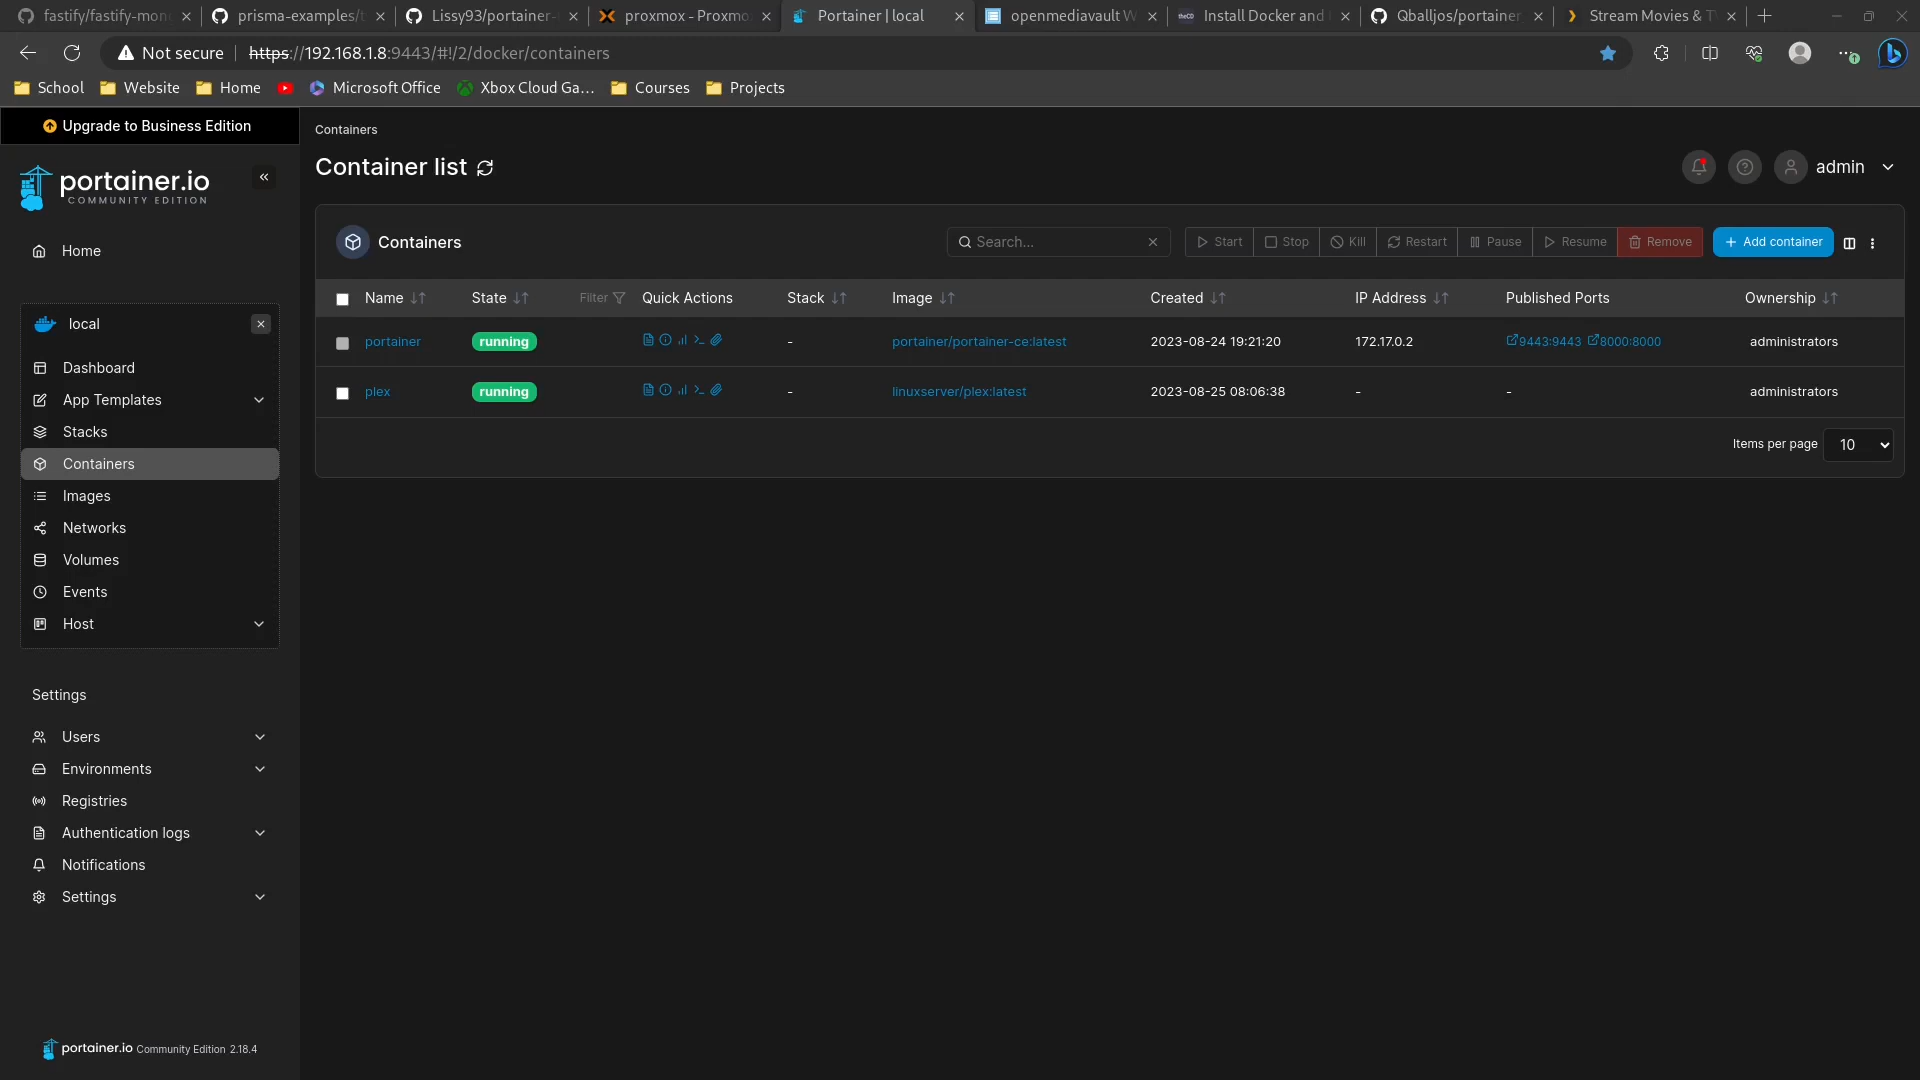 fastify/fastify-mon
prisma-examples/t
Lissy93/portainer-
proxmox - Proxmo
Portainer | local
openmediavault W
theCD
Install Docker and
Qballjos/portainer
Stream Movies & T
Not secure
https://192.168.1.8:9443/#!/2/docker/containers
School
Website
Home
Microsoft Office
Xbox Cloud Ga...
Courses
Projects
Upgrade to Business Edition
portainer.io
COMMUNITY EDITION
«
Home
local
Dashboard
App Templates
Stacks
Containers
Images
Networks
Volumes
Events
Host
Settings
Users
Environments
Registries
Authentication logs
Notifications
Settings
portainer.io Community Edition 2.18.4
Containers
Container list
admin
Containers
Search...
Start
Stop
Kill
Restart
Pause
Resume
Remove
+ Add container
Name State Filter Quick Actions Stack Image Created IP Address Published Ports Ownership
portainer running - portainer/portainer-ce:latest 2023-08-24 19:21:20 172.17.0.2 9443:9443 8000:8000 administrators
plex running - linuxserver/plex:latest 2023-08-25 08:06:38 - - administrators
Items per page 10